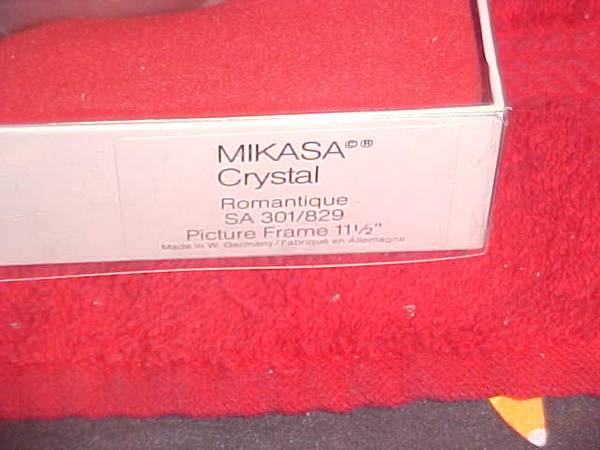 MIKASA©®
Crystal
Romantique
SA 301/829
Picture Frame 11½"
Made in W. Germany/Fabriqué en Allemagne